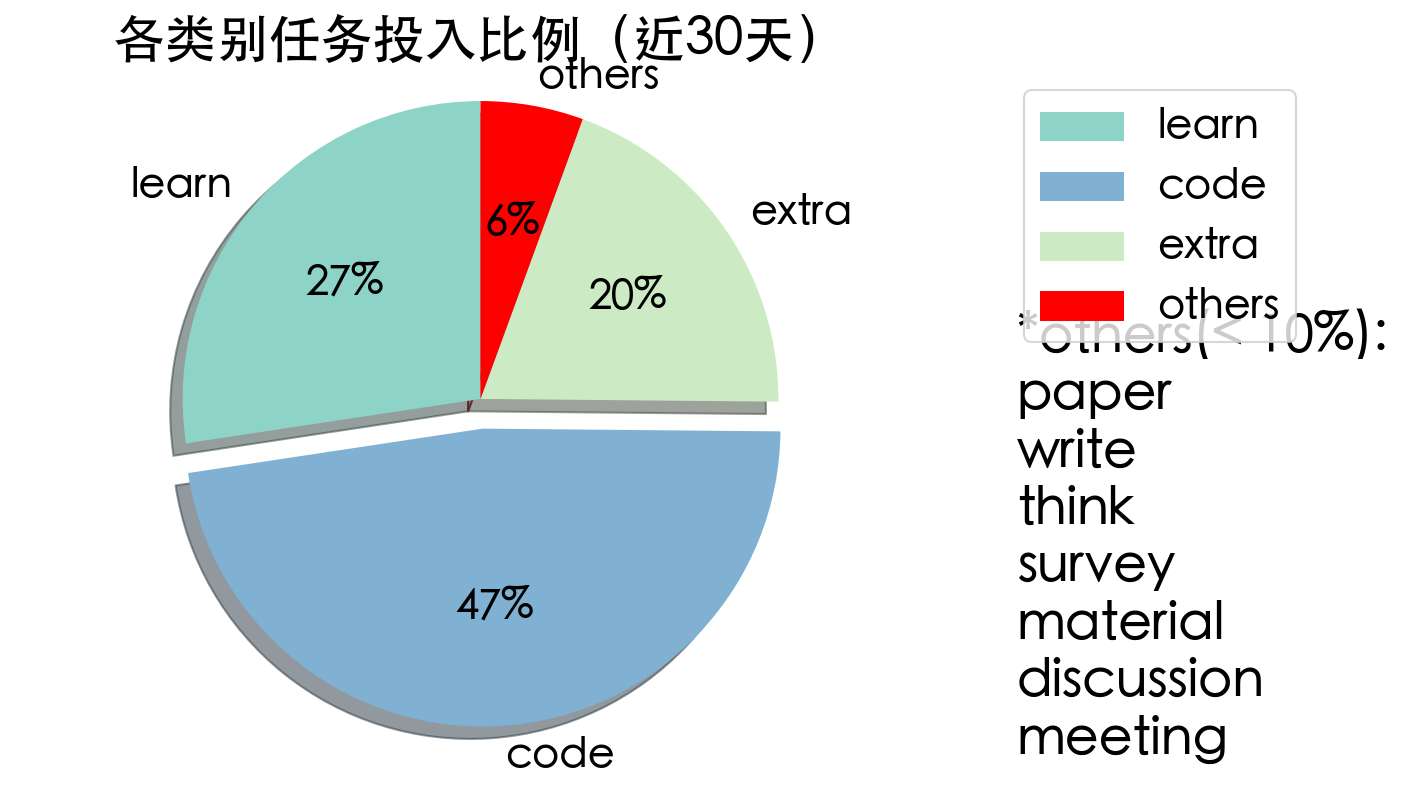 各类别任务投入比例（近30天）
others
learn
extra
6%
27%
20%
47%
code
learn
code
extra
others
*others(< 10%):
paper
write
think
survey
material
discussion
meeting